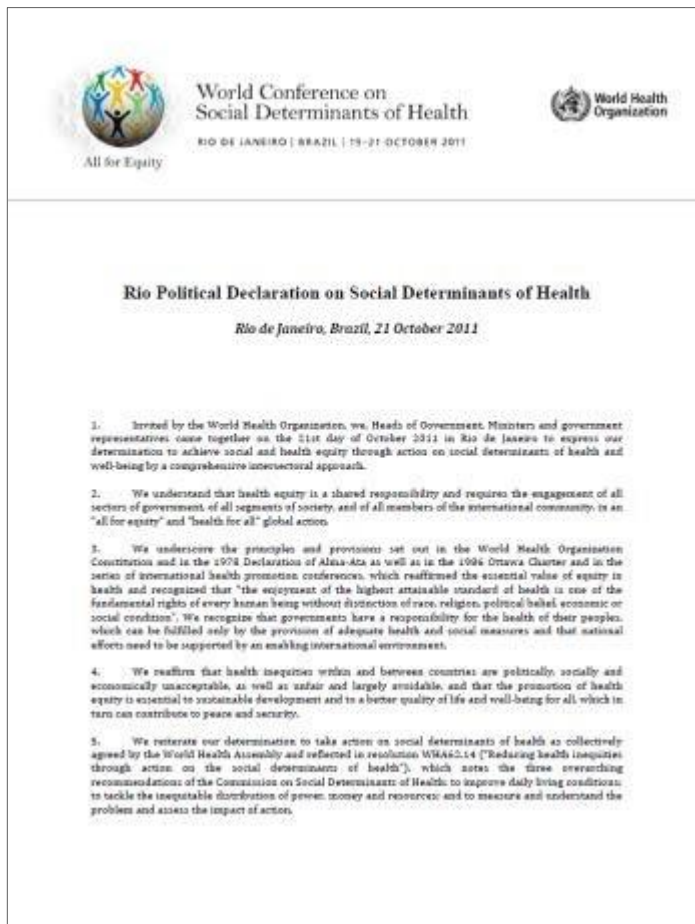 World Conference on
Social Determinants of Health
RIO DE JANEIRO | BRAZIL | 19-21 OCTOBER 2011
All for Equity
World Health
Organization
Rio Political Declaration on Social Determinants of Health
Rio de Janeiro, Brazil, 21 October 2011
1. Invited by the World Health Organization, we, Heads of Government, Ministers and government
representatives came together on the 21st day of October 2011 in Rio de Janeiro to express our
determination to achieve social and health equity through action on social determinants of health and
well-being by a comprehensive intersectoral approach.
2. We understand that health equity is a shared responsibility and requires the engagement of all
sectors of government, of all segments of society, and of all members of the international community, in an
"all for equity" and "health for all" global action.
3. We underscore the principles and provisions set out in the World Health Organization
Constitution and in the 1978 Declaration of Alma-Ata as well as in the 1986 Ottawa Charter and in the
series of international health promotion conferences, which reaffirmed the essential value of equity in
health and recognized that "the enjoyment of the highest attainable standard of health is one of the
fundamental rights of every human being without distinction of race, religion, political belief, economic or
social condition". We recognize that governments have a responsibility for the health of their peoples,
which can be fulfilled only by the provision of adequate health and social measures and that national
efforts need to be supported by an enabling international environment.
4. We reaffirm that health inequities within and between countries are politically, socially and
economically unacceptable, as well as unfair and largely avoidable, and that the promotion of health
equity is essential to sustainable development and to a better quality of life and well-being for all, which in
turn can contribute to peace and security.
5. We reiterate our determination to take action on social determinants of health as collectively
agreed by the World Health Assembly and reflected in resolution WHA62.14 ("Reducing health inequities
through action on the social determinants of health"), which notes the three overarching
recommendations of the Commission on Social Determinants of Health: to improve daily living conditions;
to tackle the inequitable distribution of power, money and resources; and to measure and understand the
problem and assess the impact of action.